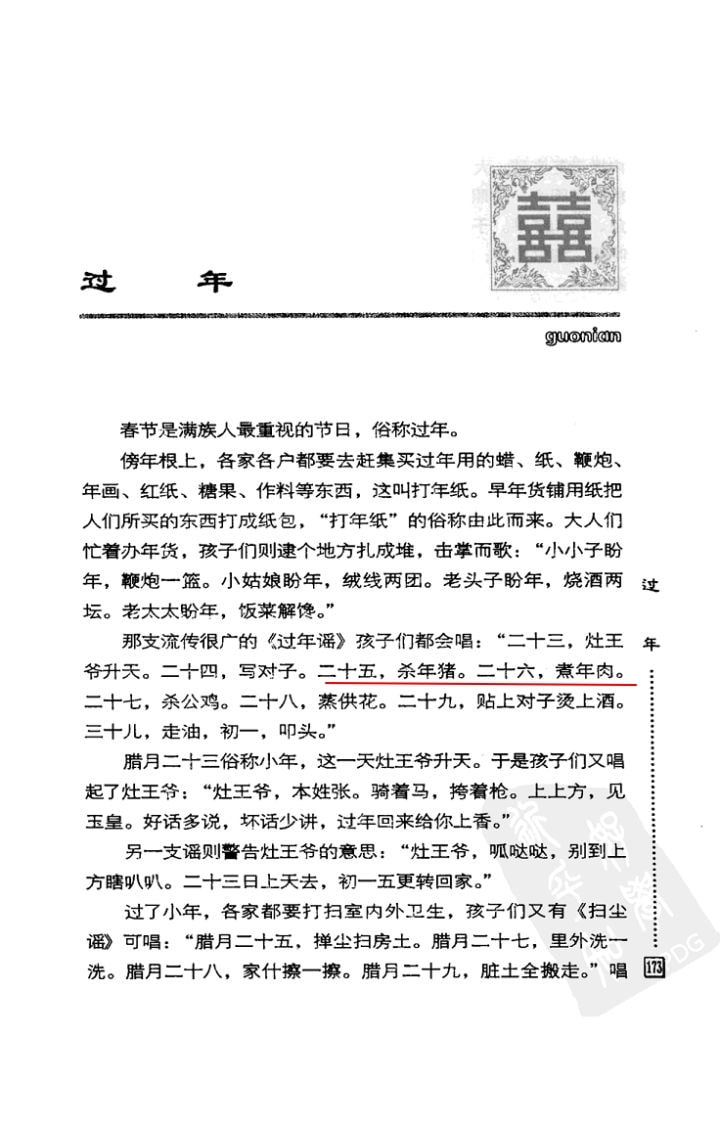 囍
过 年
guonian
春节是满族人最重视的节日，俗称过年。
傍年根上，各家各户都要去赶集买过年用的蜡、纸、鞭炮、
年画、红纸、糖果、作料等东西，这叫打年纸。早年货铺用纸把
人们所买的东西打成纸包，“打年纸”的俗称由此而来。大人们
忙着办年货，孩子们则逮个地方扎成堆，击掌而歌：“小小子盼
年，鞭炮一篮。小姑娘盼年，绒线两团。老头子盼年，烧酒两
坛。老太太盼年，饭菜解馋。”
那支流传很广的《过年谣》孩子们都会唱：“二十三，灶王
爷升天。二十四，写对子。二十五，杀年猪。二十六，煮年肉。
二十七，杀公鸡。二十八，蒸供花。二十九，贴上对子烫上酒。
三十儿，走油，初一，叩头。”
腊月二十三俗称小年，这一天灶王爷升天。于是孩子们又唱
起了灶王爷：“灶王爷，本姓张。骑着马，挎着枪。上上方，见
玉皇。好话多说，坏话少讲，过年回来给你上香。”
另一支谣则警告灶王爷的意思：“灶王爷，呱哒哒，别到上
方瞎叭叭。二十三日上天去，初一五更转回家。”
过了小年，各家都要打扫室内外卫生，孩子们又有《扫尘
谣》可唱：“腊月二十五，掸尘扫房土。腊月二十七，里外洗一
洗。腊月二十八，家什擦一擦。腊月二十九，脏土全搬走。”唱
过
年
173
DG